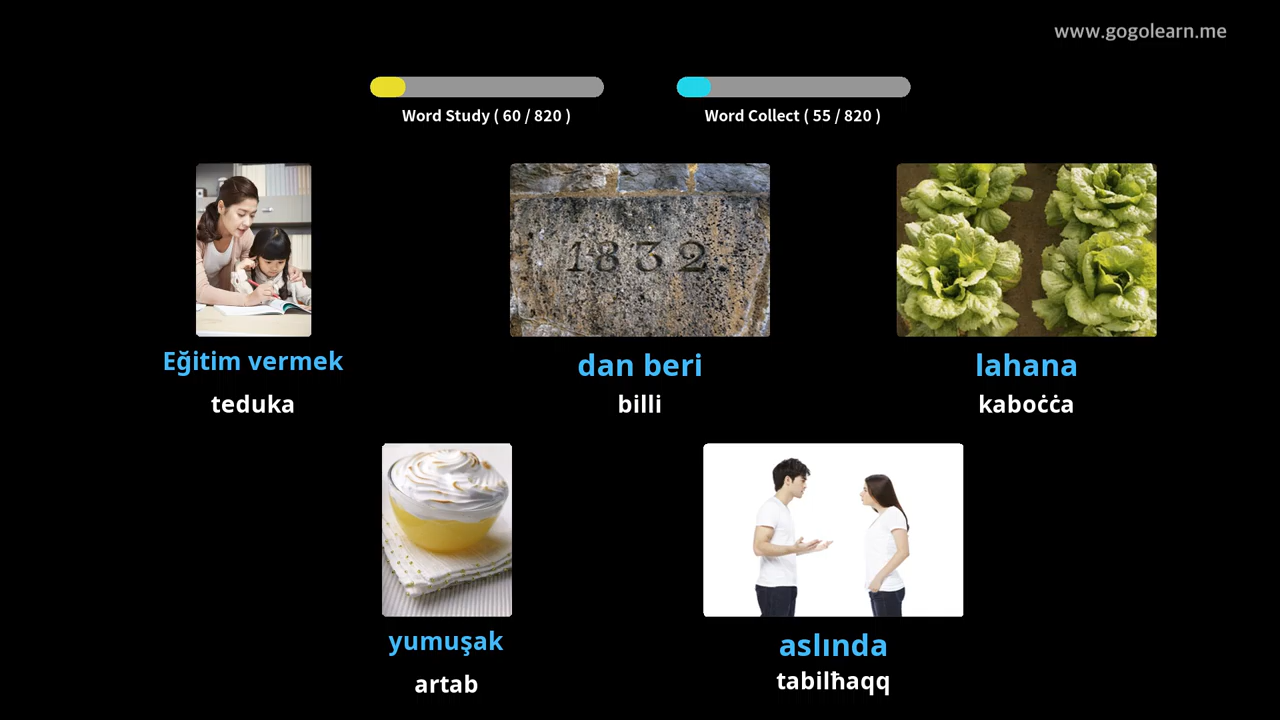 www.gogolearn.me
Word Study ( 60 / 820 )
Word Collect ( 55 / 820 )
1832.
Eğitim vermek
teduka
dan beri
billi
lahana
kaboċċa
yumuşak
artab
aslında
tabilħaqq